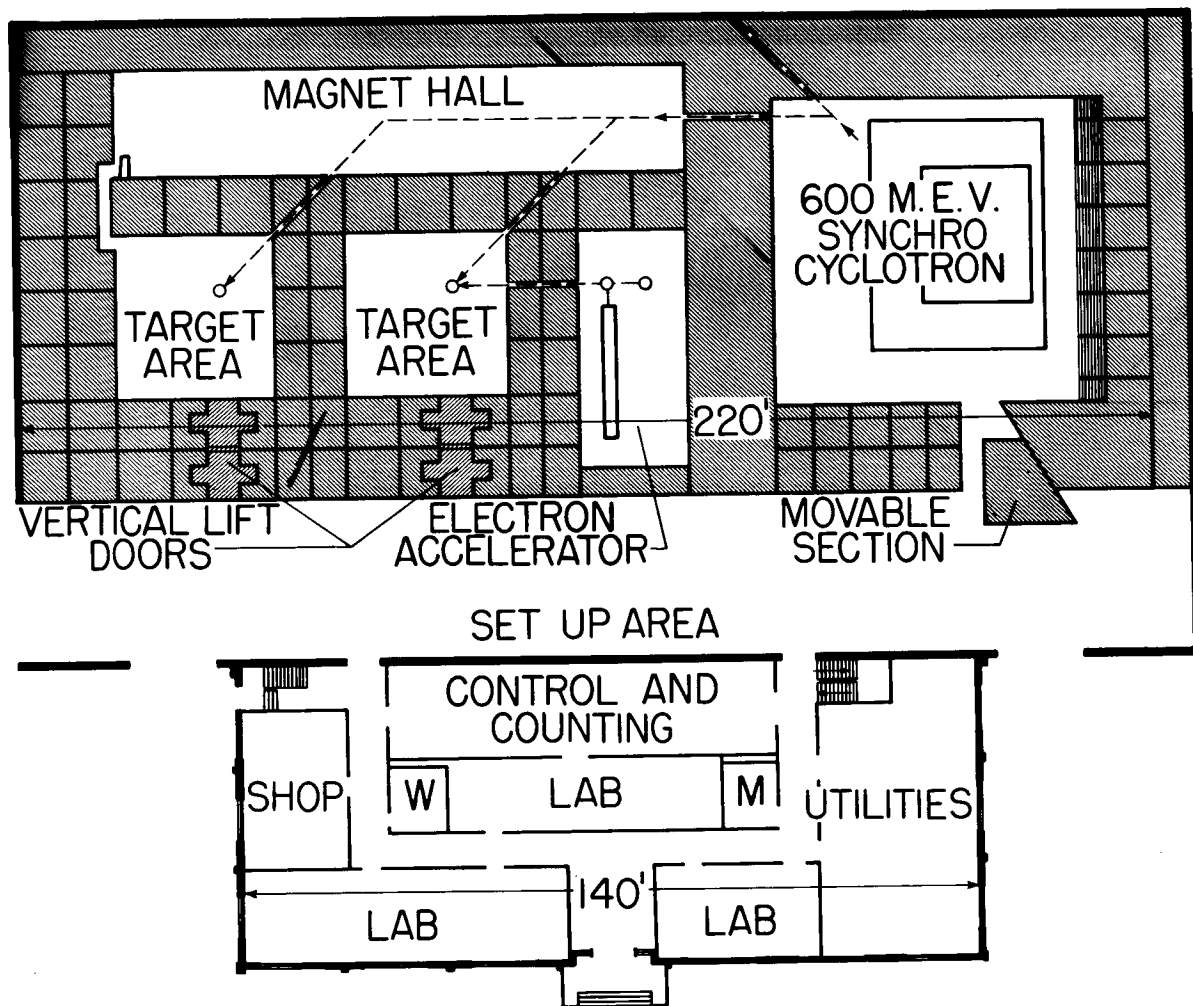 MAGNET HALL
600 M.E.V.
SYNCHRO
CYCLOTRON
TARGET
AREA
TARGET
AREA
220'
VERTICAL LIFT
DOORS
ELECTRON
ACCELERATOR
MOVABLE
SECTION
SET UP AREA
CONTROL AND
COUNTING
SHOP
W
LAB
M
UTILITIES
140'
LAB
LAB